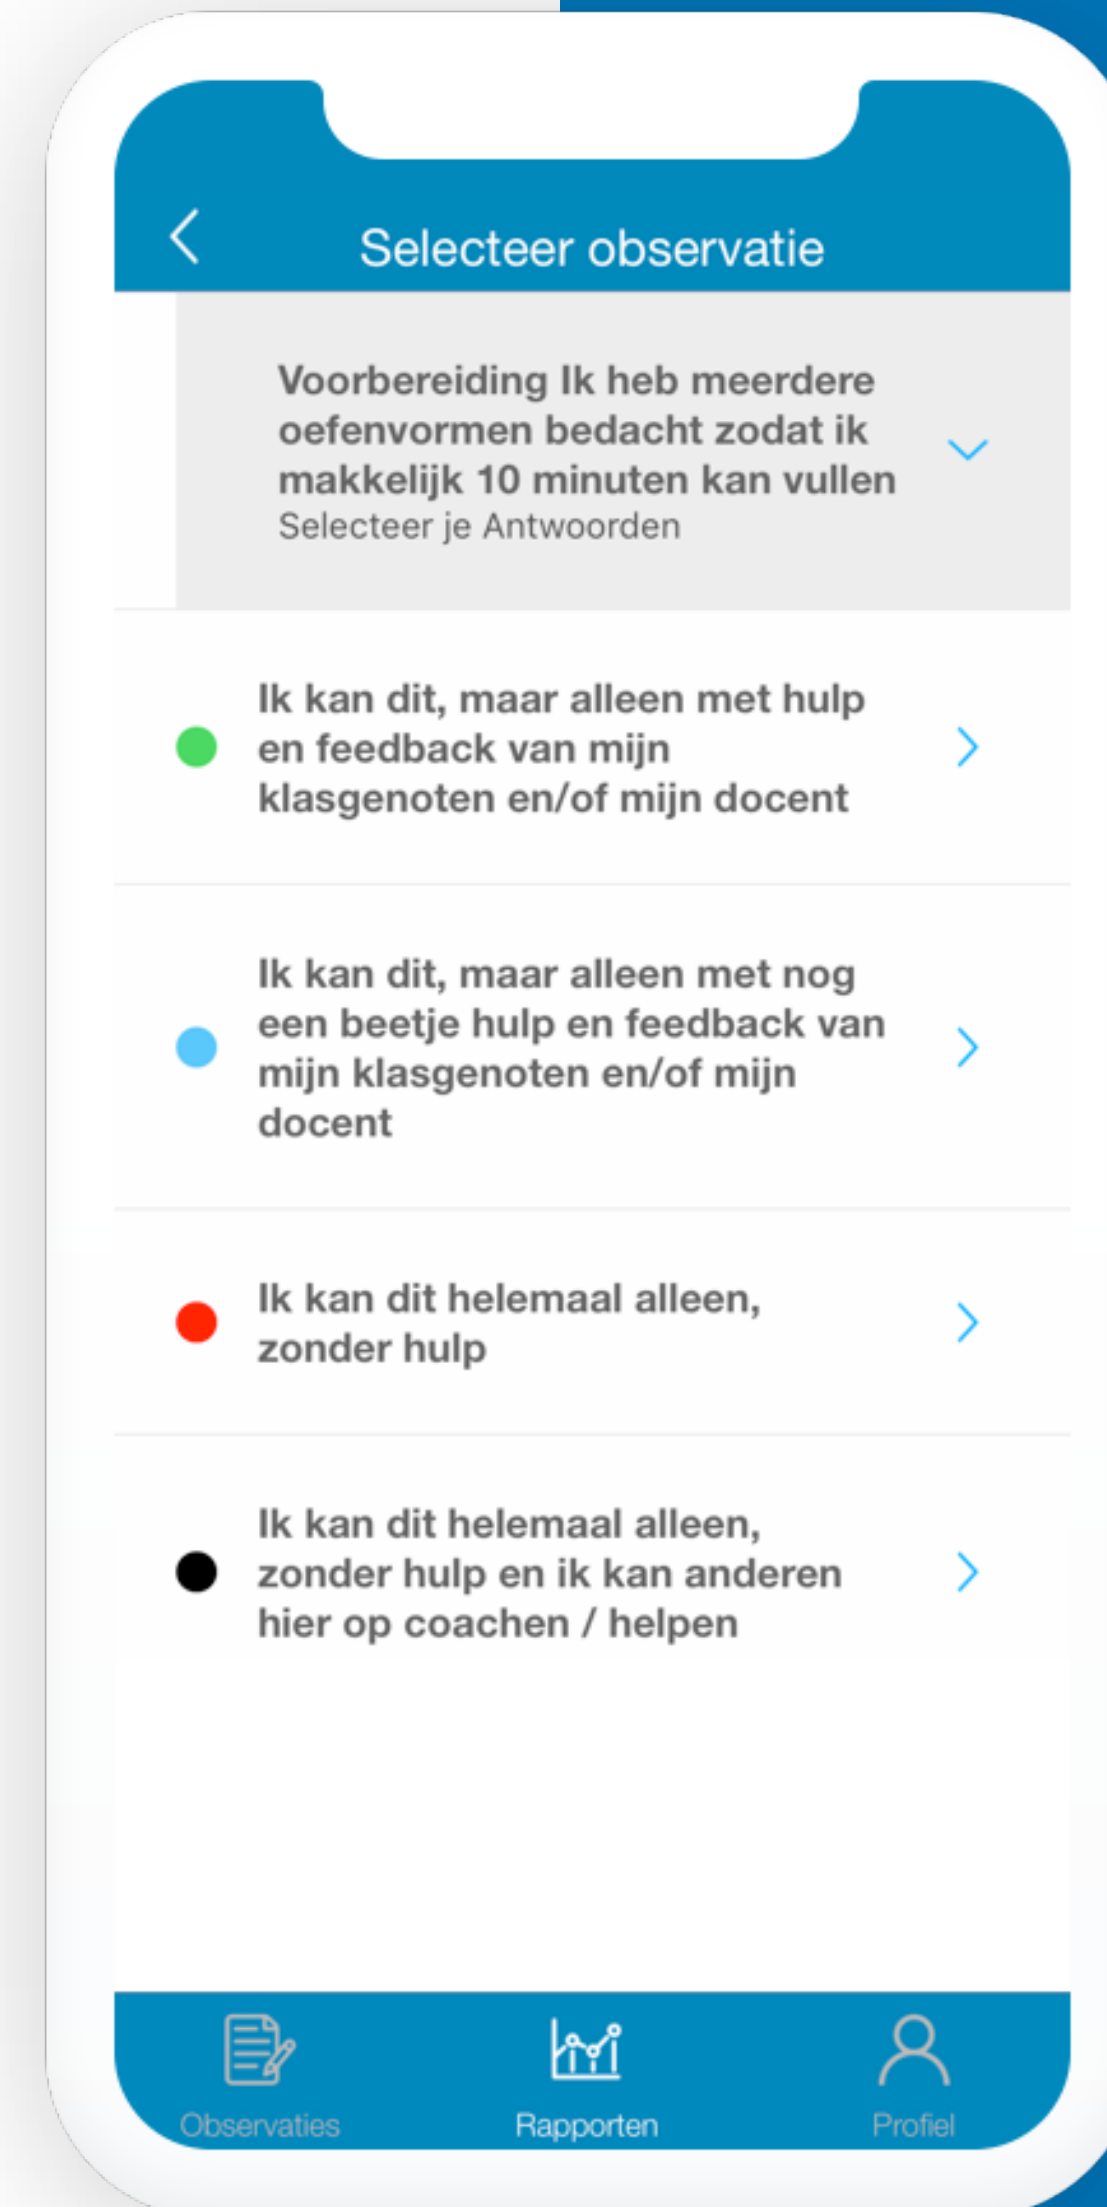 Selecteer observatie
Voorbereiding Ik heb meerdere
oefenvormen bedacht zodat ik
makkelijk 10 minuten kan vullen
Selecteer je Antwoorden
Ik kan dit, maar alleen met hulp
en feedback van mijn
klasgenoten en/of mijn docent
Ik kan dit, maar alleen met nog
een beetje hulp en feedback van
mijn klasgenoten en/of mijn
docent
Ik kan dit helemaal alleen,
zonder hulp
Ik kan dit helemaal alleen,
zonder hulp en ik kan anderen
hier op coachen / helpen
Observaties
Rapporten
Profiel